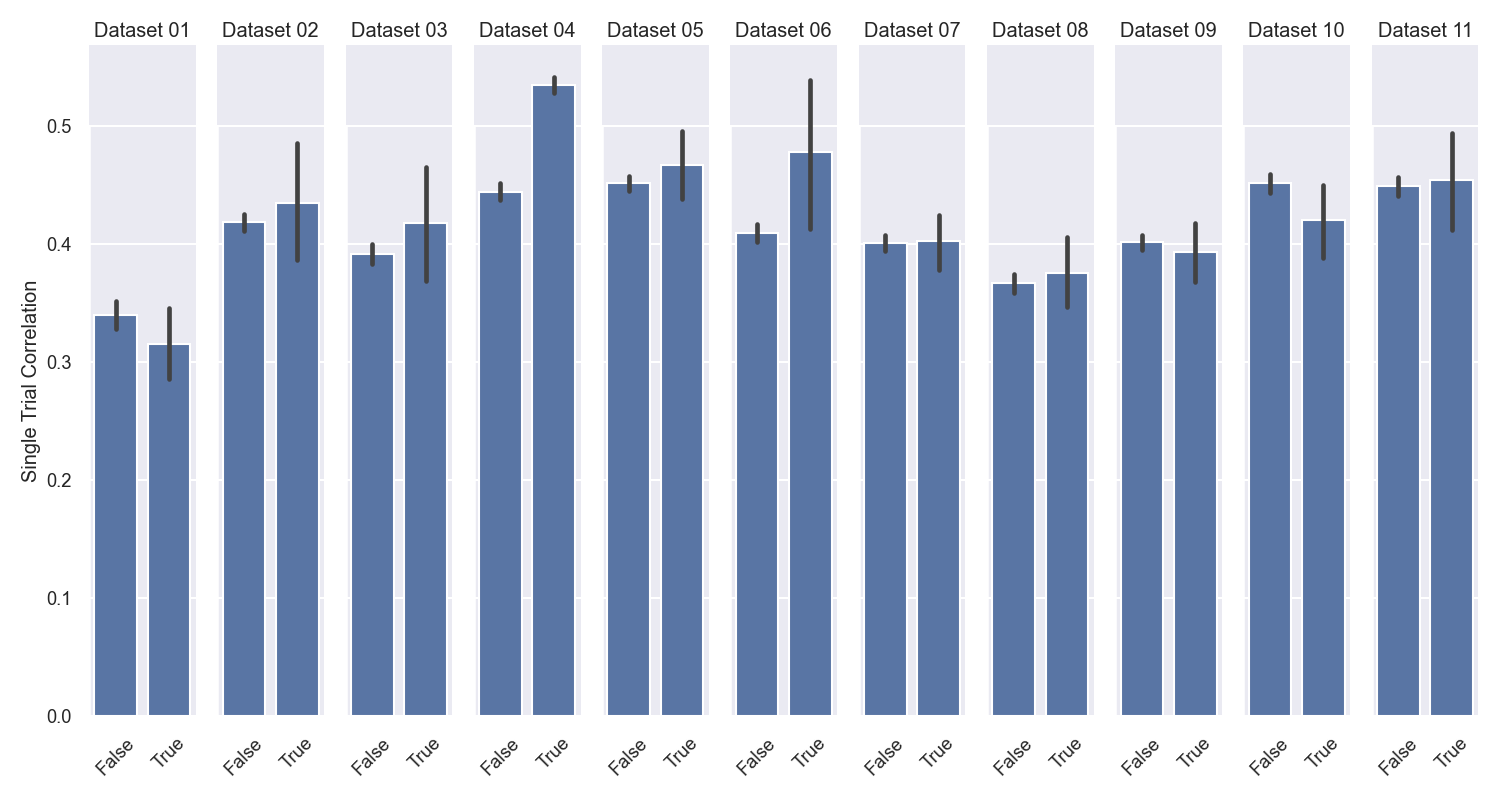 Dataset 01 Dataset 02 Dataset 03 Dataset 04 Dataset 05 Dataset 06 Dataset 07 Dataset 08 Dataset 09 Dataset 10 Dataset 11
Single Trial Correlation
0.5
0.4
0.3
0.2
0.1
0.0
False True False True False True False True False True False True False True False True False True False True False True